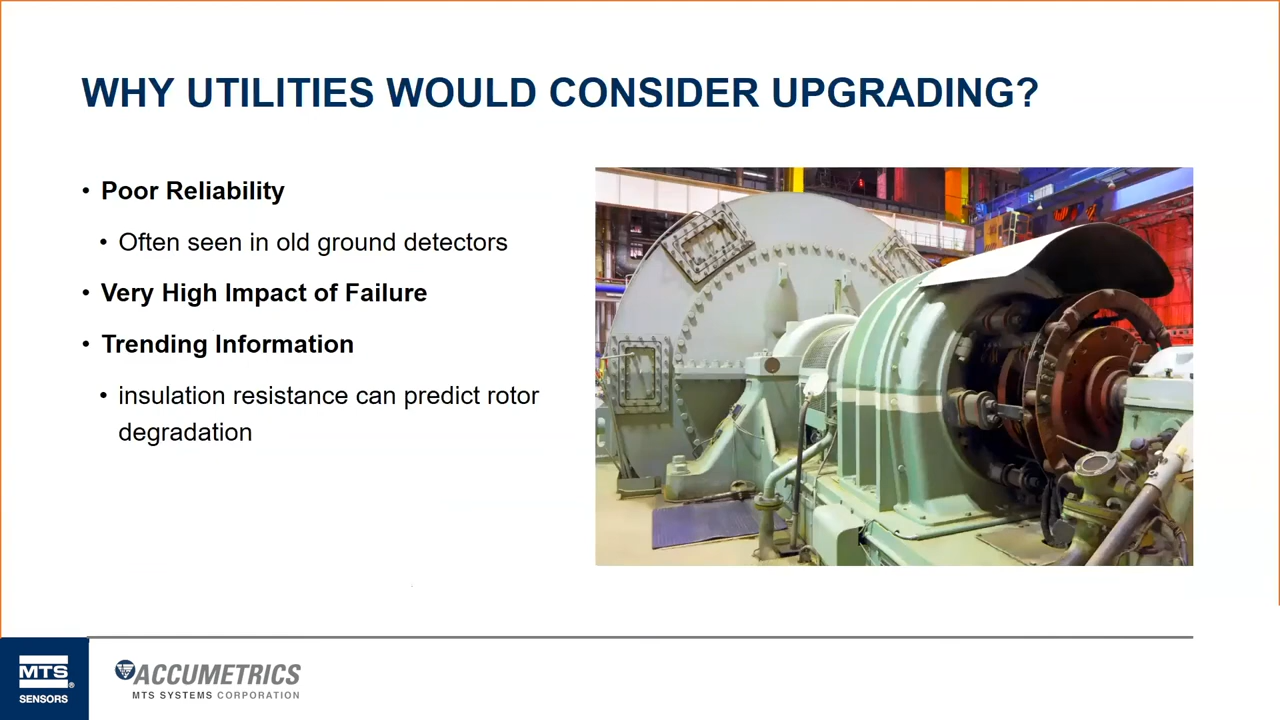 WHY UTILITIES WOULD CONSIDER UPGRADING?
• Poor Reliability
• Often seen in old ground detectors
• Very High Impact of Failure
• Trending Information
• insulation resistance can predict rotor
degradation
MTS
®
SENSORS
ACCUMETRICS
MTS SYSTEMS CORPORATION